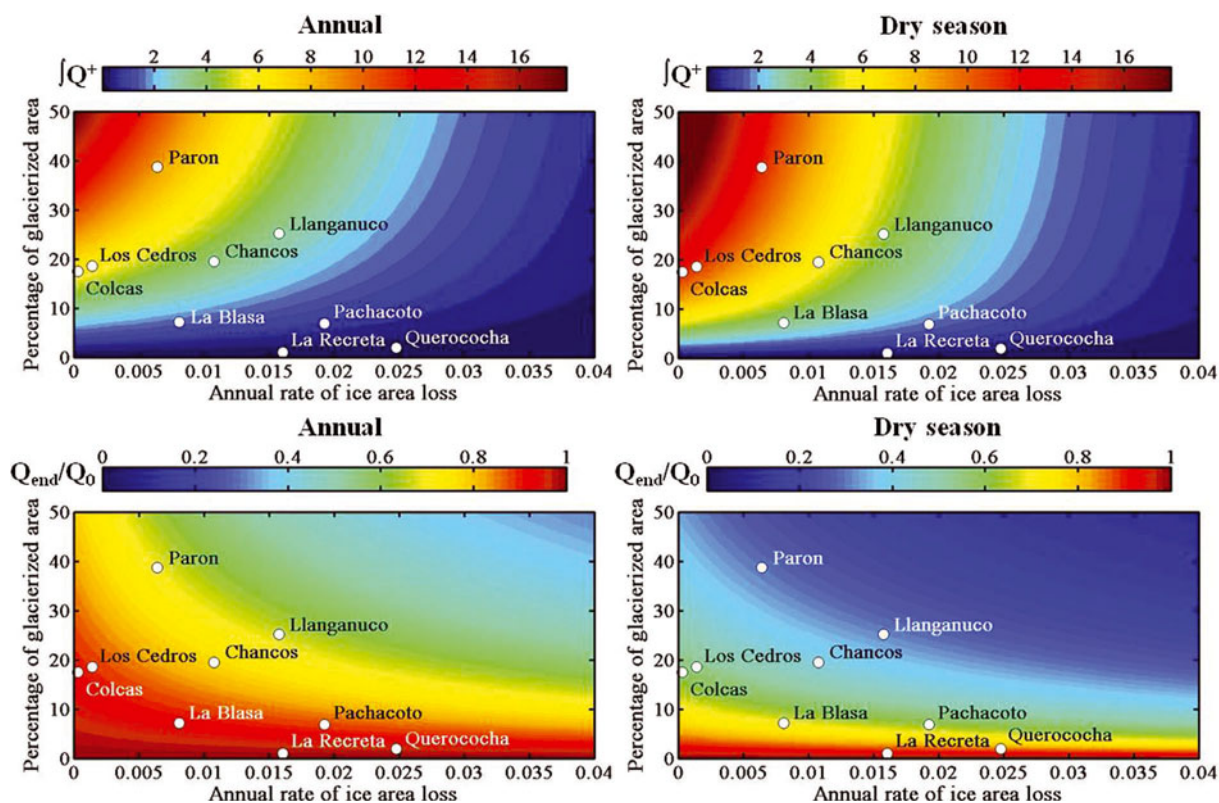 Annual
Dry season
∫Q⁺ 2 4 6 8 10 12 14 16
∫Q⁺ 2 4 6 8 10 12 14 16
Percentage of glacierized area
50
40
30
20
10
0
Paron
Llanganuco
Los Cedros
Chancos
Colcas
La Blasa
Pachacoto
La Recreta
Querococha
0 0.005 0.01 0.015 0.02 0.025 0.03 0.035 0.04
Annual rate of ice area loss
Percentage of glacierized area
50
40
30
20
10
0
Paron
Llanganuco
Los Cedros
Chancos
Colcas
La Blasa
Pachacoto
La Recreta
Querococha
0 0.005 0.01 0.015 0.02 0.025 0.03 0.035 0.04
Annual rate of ice area loss
Annual
Dry season
Qend/Q0 0 0.2 0.4 0.6 0.8 1
Qend/Q0 0 0.2 0.4 0.6 0.8 1
Percentage of glacierized area
50
40
30
20
10
0
Paron
Llanganuco
Los Cedros
Chancos
Colcas
La Blasa
Pachacoto
La Recreta
Querococha
0 0.005 0.01 0.015 0.02 0.025 0.03 0.035 0.04
Annual rate of ice area loss
Percentage of glacierized area
50
40
30
20
10
0
Paron
Llanganuco
Los Cedros
Chancos
Colcas
La Blasa
Pachacoto
La Recreta
Querococha
0 0.005 0.01 0.015 0.02 0.025 0.03 0.035 0.04
Annual rate of ice area loss